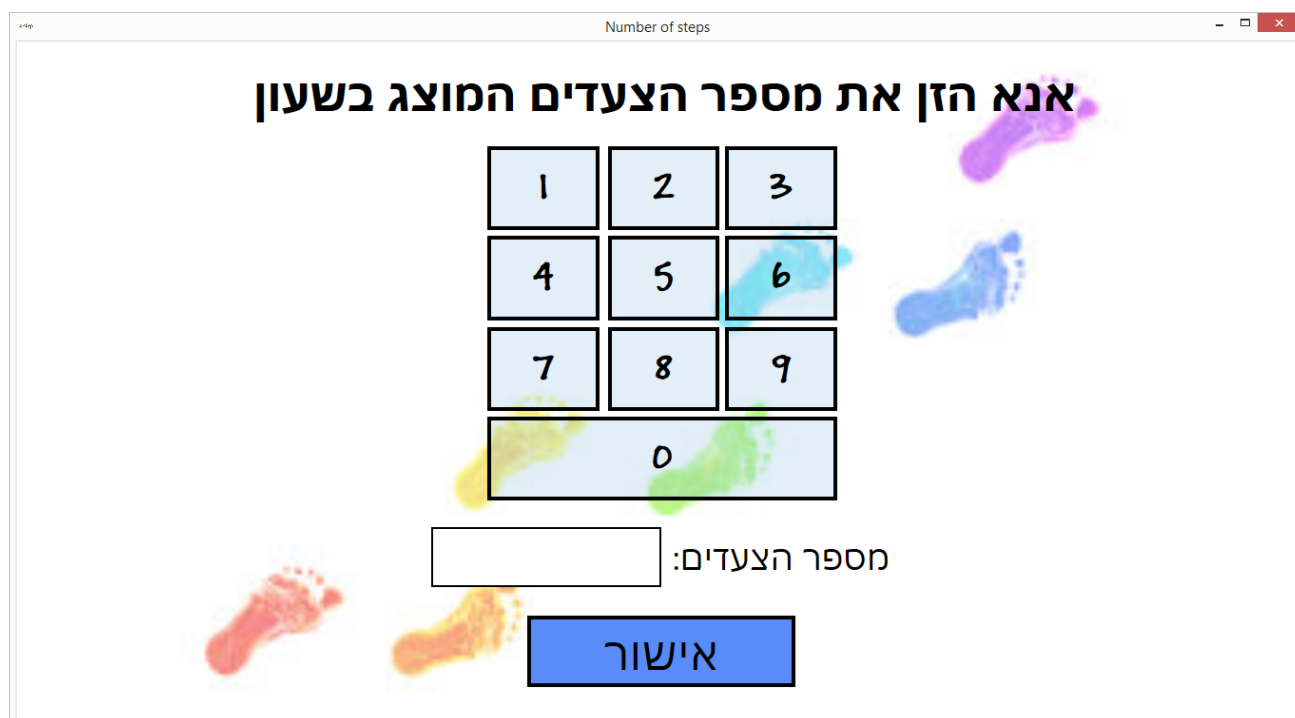 Number of steps
אנא הזן את מספר הצעדים המוצג בשעון
1 2 3
4 5 6
7 8 9
0
מספר הצעדים:
אישור